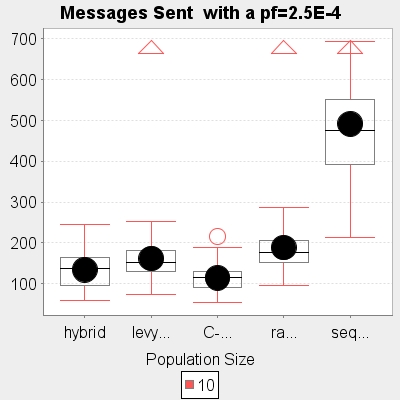 Messages Sent with a pf=2.5E-4
700
600
500
400
300
200
100
hybrid levy... C-... ra... seq...
Population Size
10